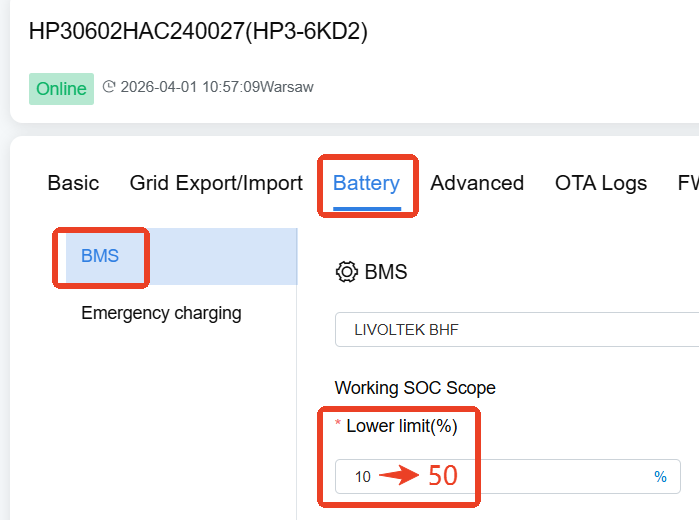 HP30602HAC240027(HP3-6KD2)
Online 2026-04-01 10:57:09Warsaw
Basic Grid Export/Import Battery Advanced OTA Logs FW
BMS
BMS
Emergency charging
LIVOLTEK BHF
Working SOC Scope
* Lower limit(%)
10 50 %